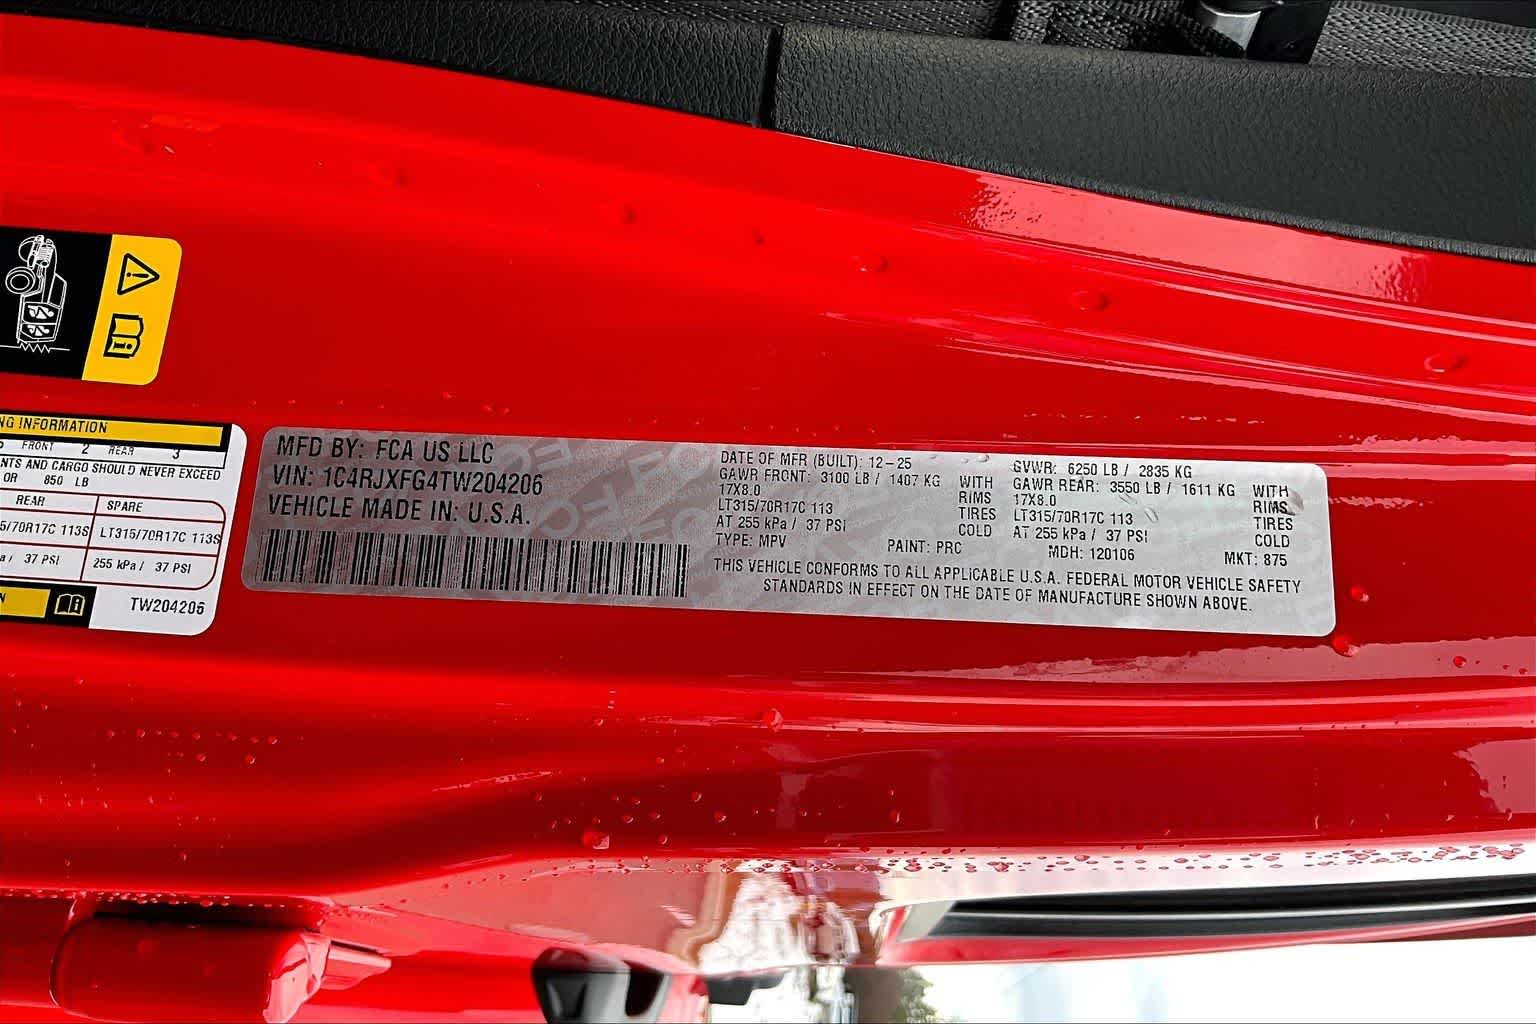 NG INFORMATION
FRONT 2 REAR 3
NTS AND CARGO SHOULD NEVER EXCEED
OR 850 LB
REAR SPARE
5/70R17C 113S LT315/70R17C 113S
a / 37 PSI 255 kPa / 37 PSI
N
TW204206
MFD BY: FCA US LLC
VIN: 1C4RJXFG4TW204206
VEHICLE MADE IN: U.S.A.
DATE OF MFR (BUILT): 12-25
GAWR FRONT: 3100 LB / 1407 KG WITH
17X8.0 RIMS
LT315/70R17C 113 TIRES
AT 255 kPa / 37 PSI COLD
TYPE: MPV PAINT: PRC
GVWR: 6250 LB / 2835 KG
GAWR REAR: 3550 LB / 1611 KG WITH
17X8.0 RIMS
LT315/70R17C 113 TIRES
AT 255 kPa / 37 PSI COLD
MDH: 120106 MKT: 875
THIS VEHICLE CONFORMS TO ALL APPLICABLE U.S.A. FEDERAL MOTOR VEHICLE SAFETY
STANDARDS IN EFFECT ON THE DATE OF MANUFACTURE SHOWN ABOVE.